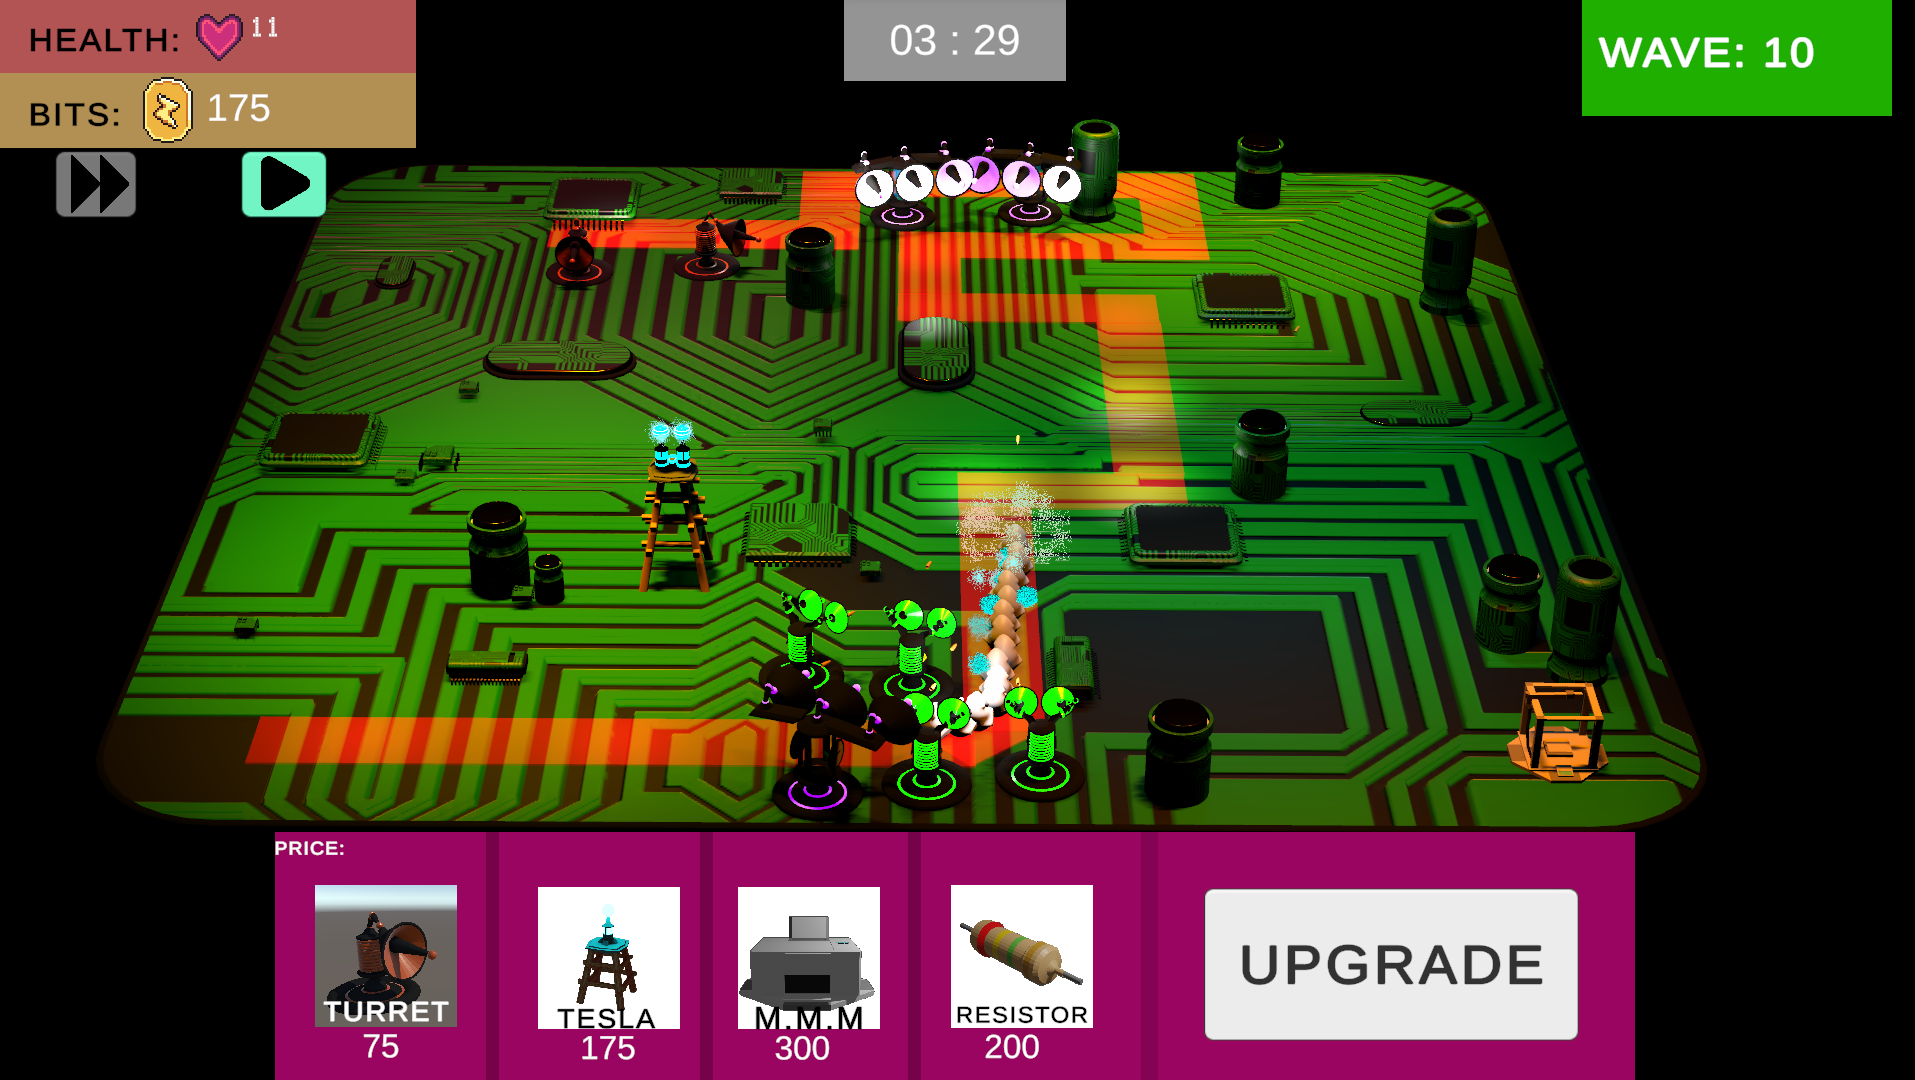 HEALTH: 11
03 : 29
WAVE: 10
BITS: 175
PRICE:
TURRET
75
TESLA
175
M.M.M
300
RESISTOR
200
UPGRADE